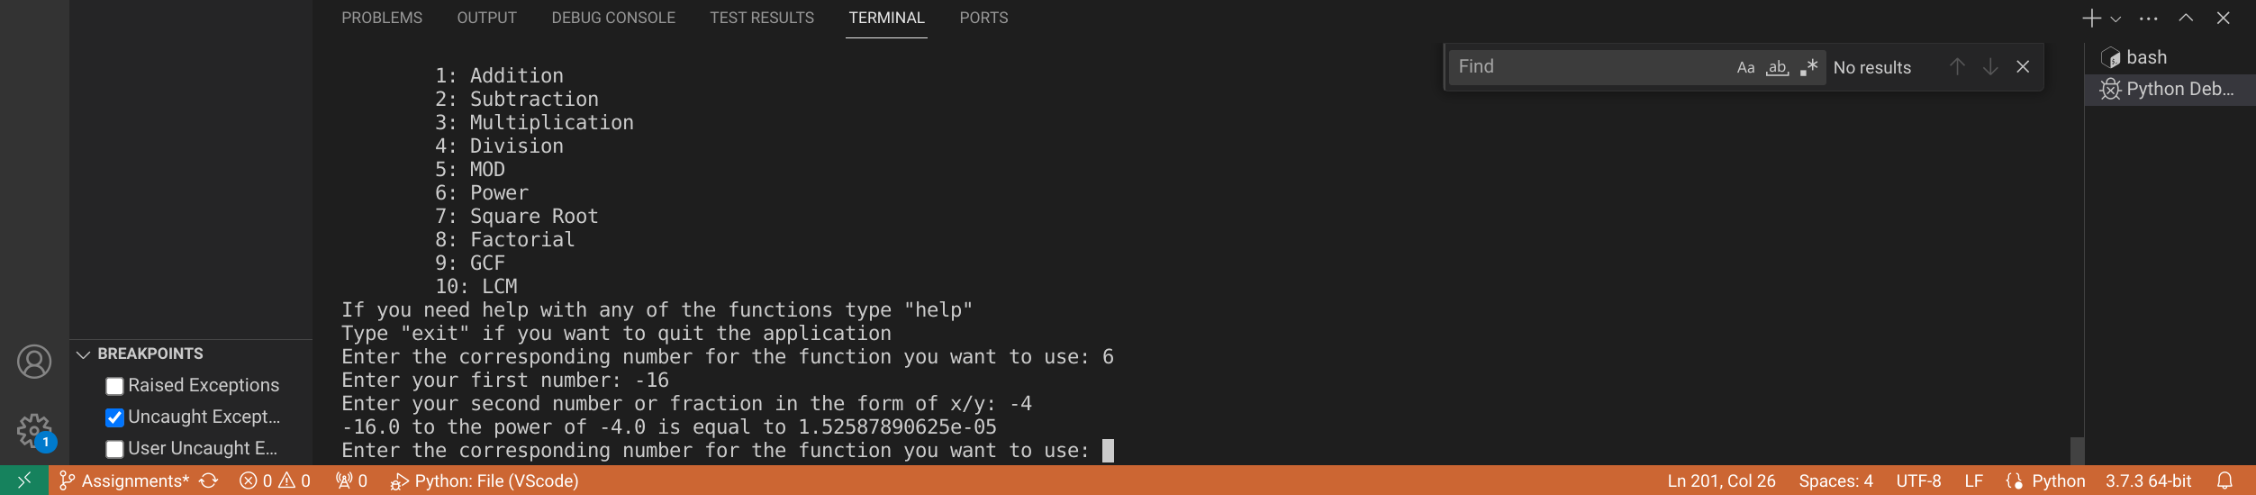 PROBLEMS OUTPUT DEBUG CONSOLE TEST RESULTS TERMINAL PORTS
Find Aa ab .* No results
bash
Python Deb...
1: Addition
2: Subtraction
3: Multiplication
4: Division
5: MOD
6: Power
7: Square Root
8: Factorial
9: GCF
10: LCM
If you need help with any of the functions type "help"
Type "exit" if you want to quit the application
Enter the corresponding number for the function you want to use: 6
Enter your first number: -16
Enter your second number or fraction in the form of x/y: -4
-16.0 to the power of -4.0 is equal to 1.52587890625e-05
Enter the corresponding number for the function you want to use:
BREAKPOINTS
Raised Exceptions
Uncaught Except...
User Uncaught E...
1
Assignments* 0 0 0 Python: File (VScode) Ln 201, Col 26 Spaces: 4 UTF-8 LF Python 3.7.3 64-bit